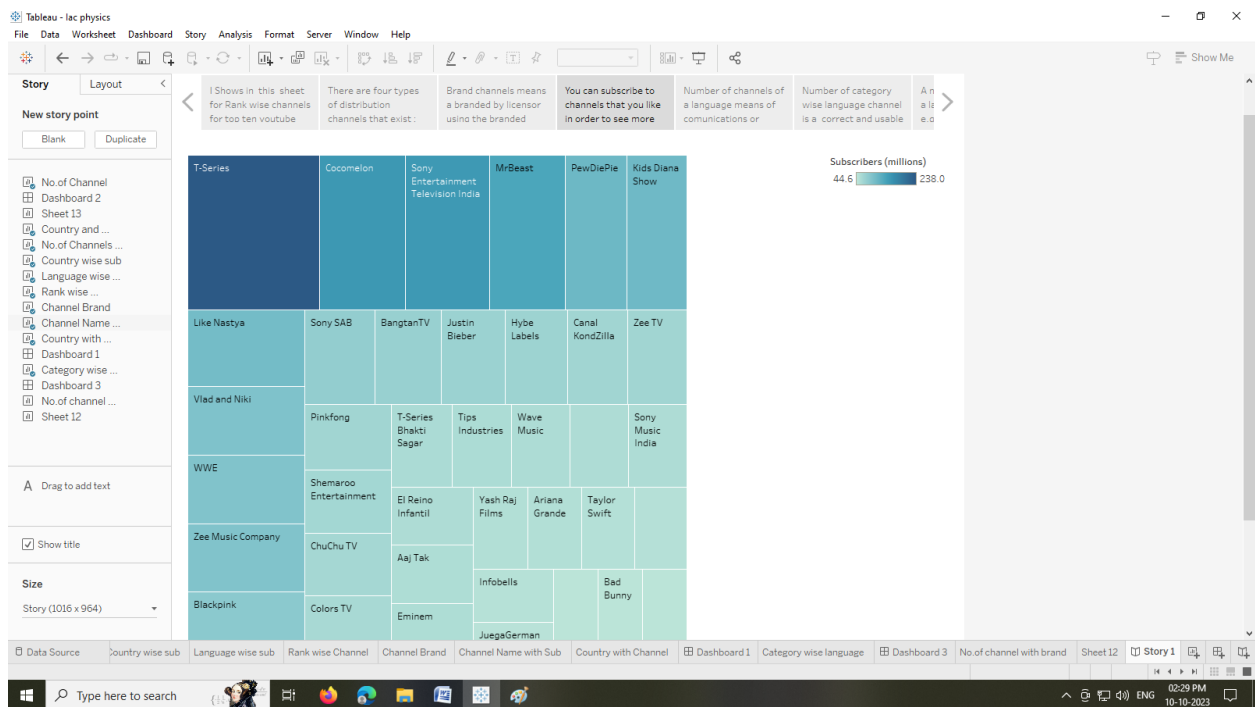 Tableau - lac physics
File Data Worksheet Dashboard Story Analysis Format Server Window Help
Show Me
Story
Layout
New story point
Blank
Duplicate
No.of Channel
Dashboard 2
Sheet 13
Country and ...
No.of Channels ...
Country wise sub
Language wise ...
Rank wise ...
Channel Brand
Channel Name ...
Country with ...
Dashboard 1
Category wise ...
Dashboard 3
No.of channel ...
Sheet 12
A Drag to add text
Show title
Size
Story (1016 x 964)
I Shows in this sheet
for Rank wise channels
for too ten youtube
There are four types
of distribution
channels that exist :
Brand channels means
a branded by licensor
using the branded
You can subscribe to
channels that you like
in order to see more
Number of channels of
a language means of
comunications or
Number of category
wise language channel
is a correct and usable
Subscribers (millions)
44.6
238.0
T-Series
Cocomelon
Sony
Entertainment
Television India
MrBeast
PewDiePie
Kids Diana
Show
Like Nastya
Sony SAB
BangtanTV
Justin
Bieber
Hybe
Labels
Canal
KondZilla
Zee TV
Vlad and Niki
Pinkfong
T-Series
Bhakti
Sagar
Tips
Industries
Wave
Music
Sony
Music
India
WWE
Shemaroo
Entertainment
El Reino
Infantil
Yash Raj
Films
Ariana
Grande
Taylor
Swift
Zee Music Company
ChuChu TV
Aaj Tak
Infobells
Bad
Bunny
Blackpink
Colors TV
Eminem
JuegaGerman
Data Source
Country wise sub
Language wise sub
Rank wise Channel
Channel Brand
Channel Name with Sub
Country with Channel
Dashboard 1
Category wise language
Dashboard 3
No.of channel with brand
Sheet 12
Story 1
Type here to search
ENG
02:29 PM
10-10-2023